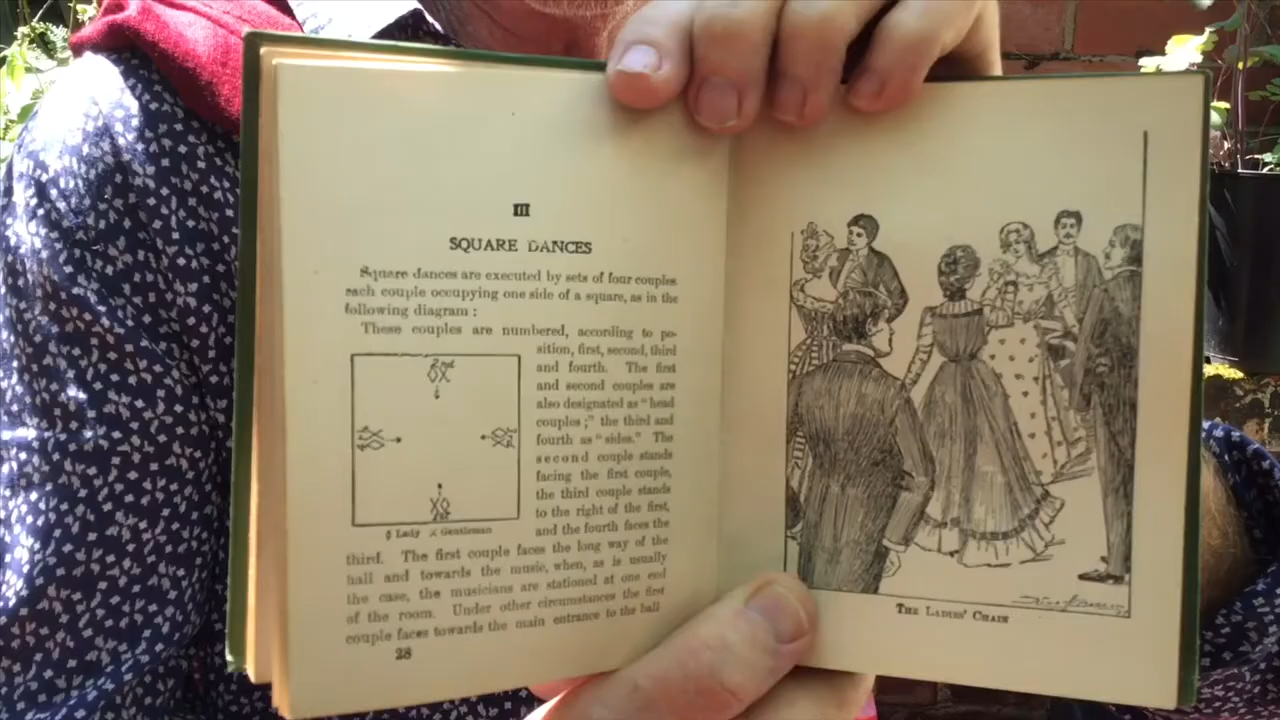 III
SQUARE DANCES
Square dances are executed by sets of four couples
each couple occupying one side of a square, as in the
following diagram :
These couples are numbered, according to po-
sition, first, second, third
and fourth. The first
and second couples are
also designated as "head
couples;" the third and
fourth as "sides." The
second couple stands
facing the first couple,
the third couple stands
to the right of the first,
and the fourth faces the
2nd
1st
Lady X Gentleman
third. The first couple faces the long way of the
hall and towards the music, when, as is usually
the case, the musicians are stationed at one end
of the room. Under other circumstances the first
couple faces towards the main entrance to the ball
28
THE LADIES' CHAIN